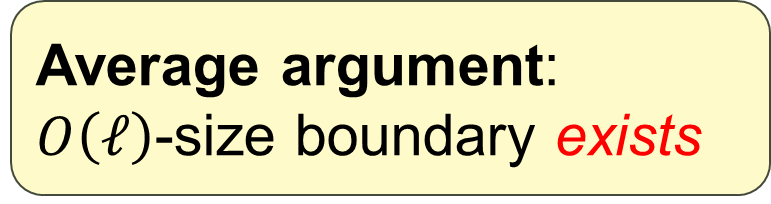 Average argument:
𝑂(ℓ)-size boundary exists